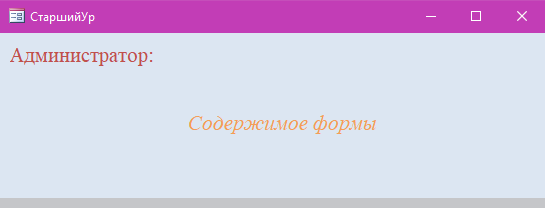 СтаршийУр
Администратор:
Содержимое формы